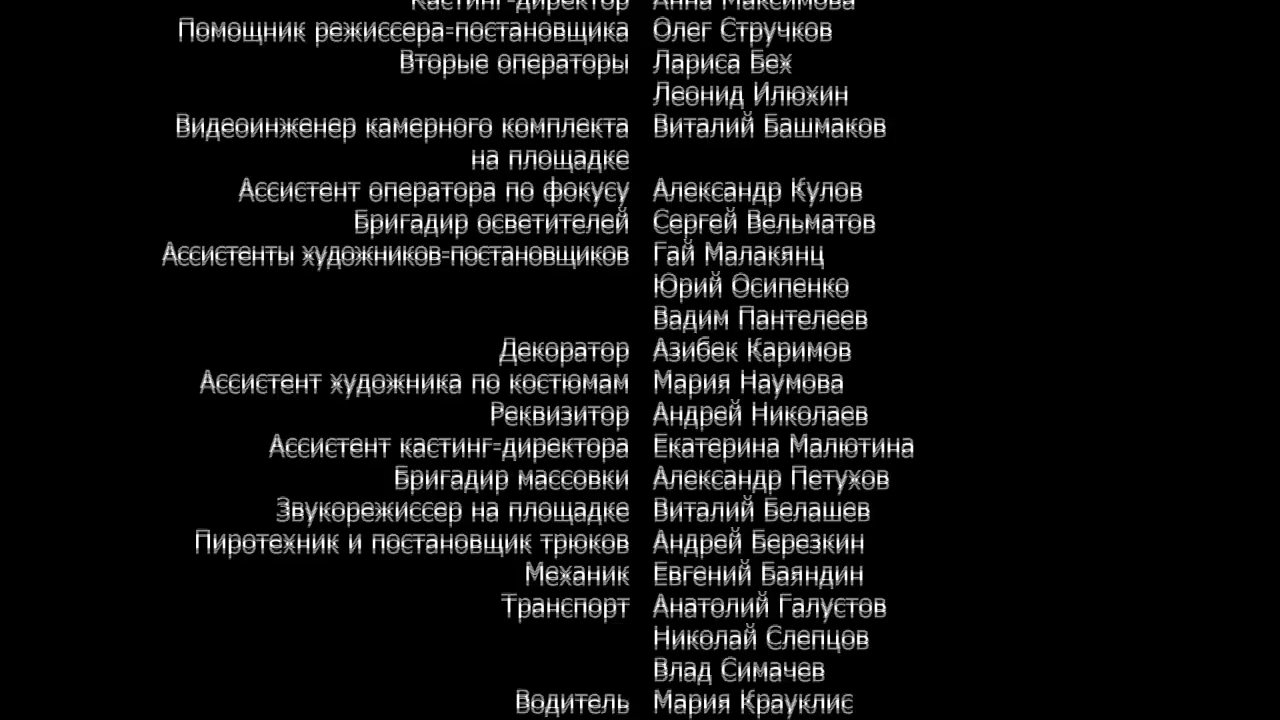 Кастинг-директор Анна Максимова
Помощник режиссера-постановщика Олег Стручков
Вторые операторы Лариса Бех
Леонид Илюхин
Видеоинженер камерного комплекта Виталий Башмаков
на площадке
Ассистент оператора по фокусу Александр Кулов
Бригадир осветителей Сергей Вельматов
Ассистенты художников-постановщиков Гай Малакянц
Юрий Осипенко
Вадим Пантелеев
Декоратор Азибек Каримов
Ассистент художника по костюмам Мария Наумова
Реквизитор Андрей Николаев
Ассистент кастинг-директора Екатерина Малютина
Бригадир массовки Александр Петухов
Звукорежиссер на площадке Виталий Белашев
Пиротехник и постановщик трюков Андрей Березкин
Механик Евгений Баяндин
Транспорт Анатолий Галустов
Николай Слепцов
Влад Симачев
Водитель Мария Крауклис